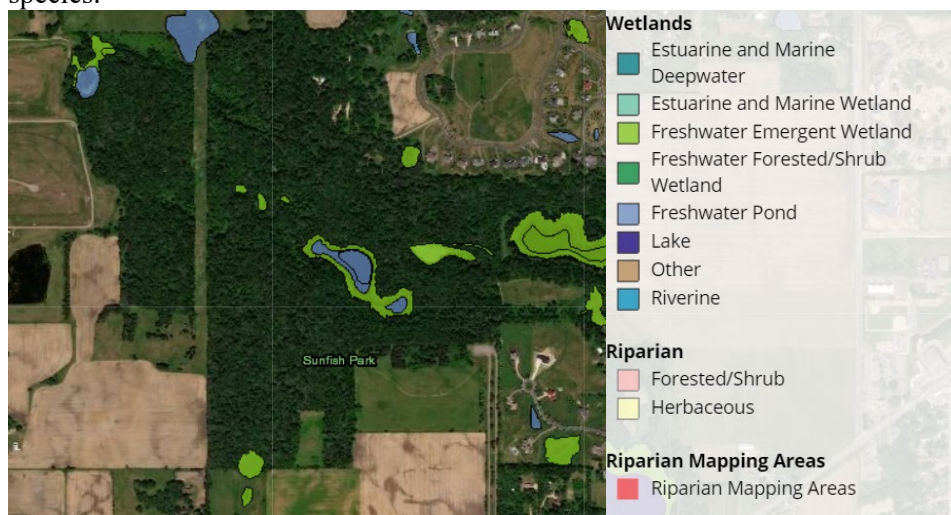 species.
Wetlands
Estuarine and Marine
Deepwater
Estuarine and Marine Wetland
Freshwater Emergent Wetland
Freshwater Forested/Shrub
Wetland
Freshwater Pond
Lake
Other
Riverine
Sunfish Park
Riparian
Forested/Shrub
Herbaceous
Riparian Mapping Areas
Riparian Mapping Areas